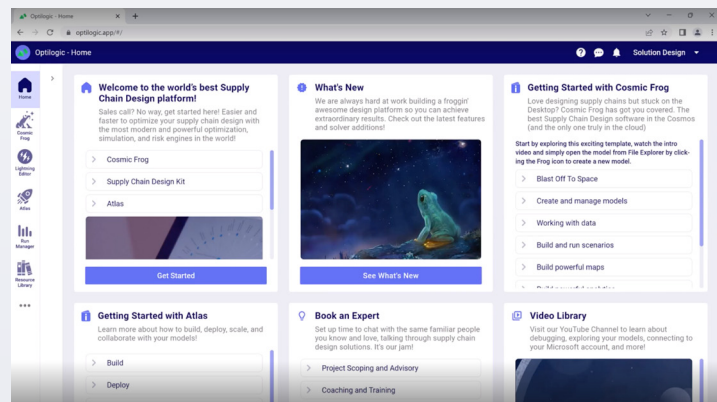 Optilogic - Home
optilogic.app/#/
Optilogic - Home
Solution Design
Home
Cosmic
Frog
Lightning
Editor
Atlas
Run
Manager
Resource
Library
Welcome to the world's best Supply
Chain Design platform!
Sales call? No way, get started here! Easier and
faster to optimize your supply chain design with
the most modern and powerful optimization,
simulation, and risk engines in the world!
Cosmic Frog
Supply Chain Design Kit
Atlas
Get Started
What's New
We are always hard at work building a froggin'
awesome design platform so you can achieve
extraordinary results. Check out the latest features
and solver additions!
See What's New
Getting Started with Cosmic Frog
Love designing supply chains but stuck on the
Desktop? Cosmic Frog has got you covered. The
best Supply Chain Design software in the Cosmos
(and the only one truly in the cloud)
Start by exploring this exciting template, watch the intro
video and simply open the model from File Explorer by click-
ing the Frog icon to create a new model.
Blast Off To Space
Create and manage models
Working with data
Build and run scenarios
Build powerful maps
Getting Started with Atlas
Learn more about how to build, deploy, scale, and
collaborate with your models!
Build
Deploy
Book an Expert
Set up time to chat with the same familiar people
you know and love, talking through supply chain
design solutions. It's our jam!
Project Scoping and Advisory
Coaching and Training
Video Library
Visit our YouTube Channel to learn about
debugging, exploring your models, connecting to
your Microsoft account, and more!